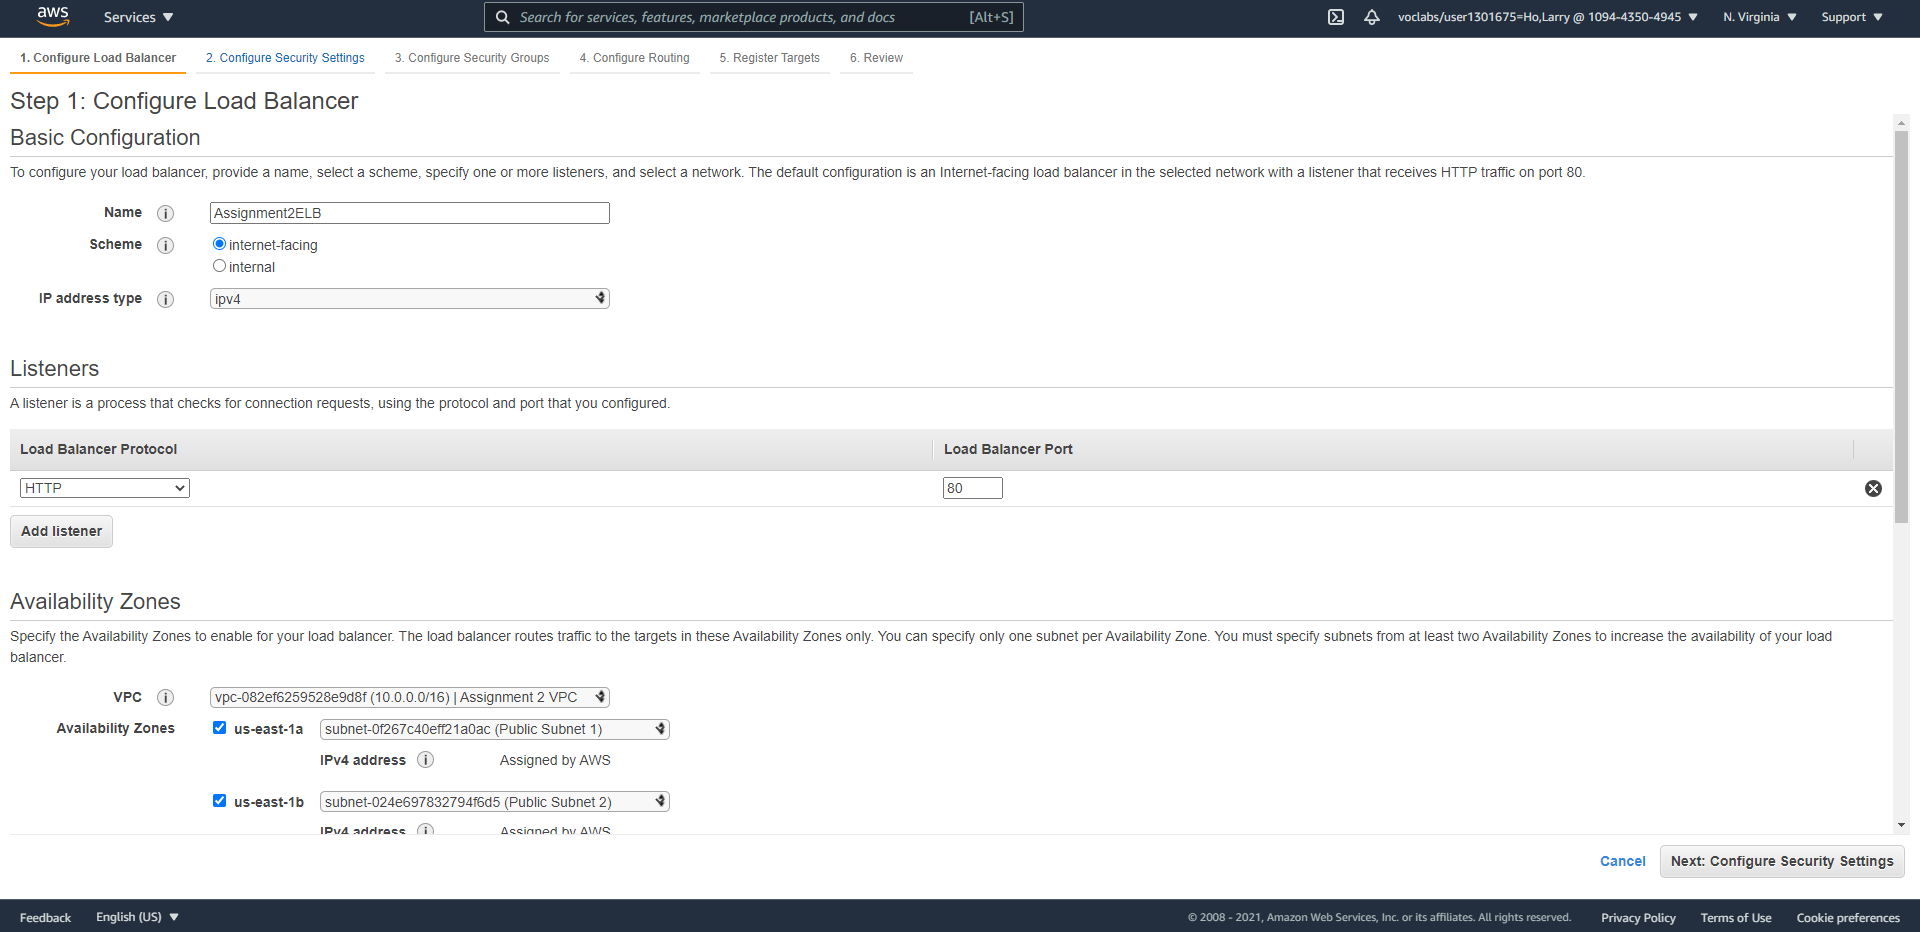 aws
Services
Search for services, features, marketplace products, and docs [Alt+S]
voclabs/user1301675=Ho,Larry @ 1094-4350-4945
N. Virginia
Support
1. Configure Load Balancer
2. Configure Security Settings
3. Configure Security Groups
4. Configure Routing
5. Register Targets
6. Review
Step 1: Configure Load Balancer
Basic Configuration
To configure your load balancer, provide a name, select a scheme, specify one or more listeners, and select a network. The default configuration is an Internet-facing load balancer in the selected network with a listener that receives HTTP traffic on port 80.
Name i Assignment2ELB
Scheme i internet-facing
internal
IP address type i ipv4
Listeners
A listener is a process that checks for connection requests, using the protocol and port that you configured.
Load Balancer Protocol Load Balancer Port
HTTP 80
Add listener
Availability Zones
Specify the Availability Zones to enable for your load balancer. The load balancer routes traffic to the targets in these Availability Zones only. You can specify only one subnet per Availability Zone. You must specify subnets from at least two Availability Zones to increase the availability of your load
balancer.
VPC i vpc-082ef6259528e9d8f (10.0.0.0/16) | Assignment 2 VPC
Availability Zones us-east-1a subnet-0f267c40eff21a0ac (Public Subnet 1)
IPv4 address i Assigned by AWS
us-east-1b subnet-024e697832794f6d5 (Public Subnet 2)
IPv4 address i Assigned by AWS
Cancel
Next: Configure Security Settings
Feedback
English (US)
© 2008 - 2021, Amazon Web Services, Inc. or its affiliates. All rights reserved.
Privacy Policy
Terms of Use
Cookie preferences